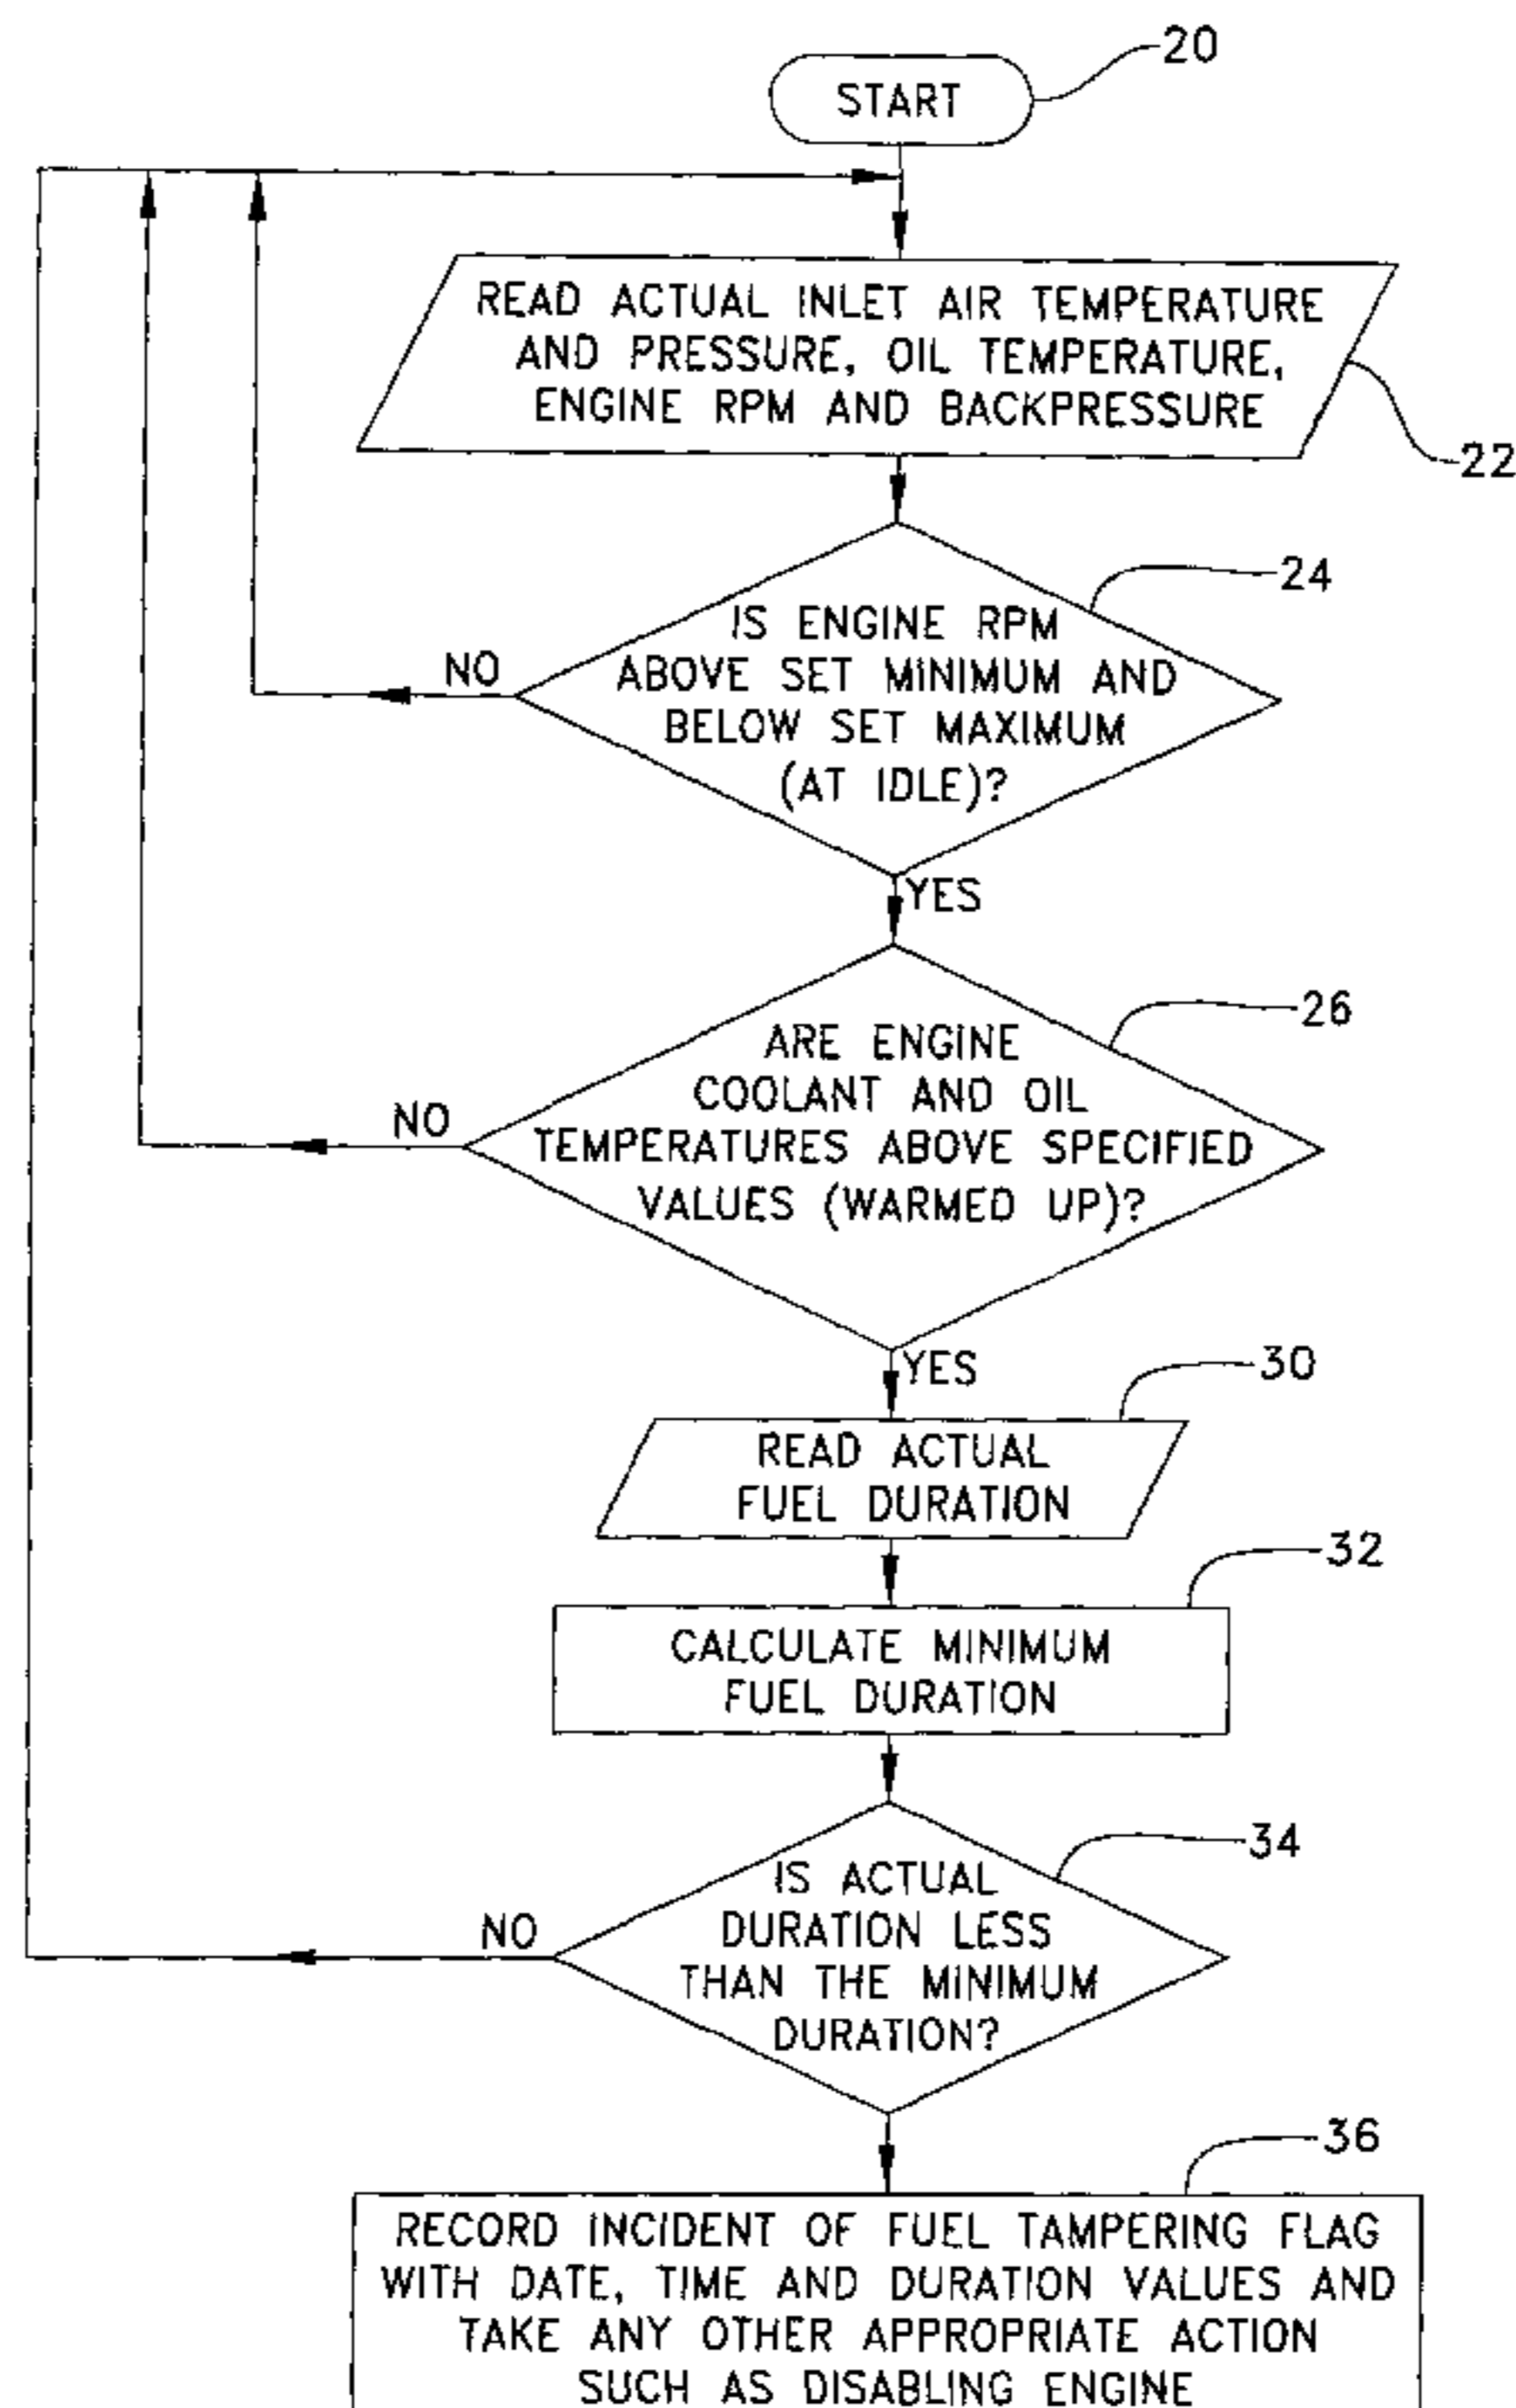 20
START
READ ACTUAL INLET AIR TEMPERATURE
AND PRESSURE, OIL TEMPERATURE,
ENGINE RPM AND BACKPRESSURE
22
24
IS ENGINE RPM
ABOVE SET MINIMUM AND
BELOW SET MAXIMUM
(AT IDLE)?
NO
YES
26
ARE ENGINE
COOLANT AND OIL
TEMPERATURES ABOVE SPECIFIED
VALUES (WARMED UP)?
NO
YES
30
READ ACTUAL
FUEL DURATION
32
CALCULATE MINIMUM
FUEL DURATION
34
IS ACTUAL
DURATION LESS
THAN THE MINIMUM
DURATION?
NO
36
RECORD INCIDENT OF FUEL TAMPERING FLAG
WITH DATE, TIME AND DURATION VALUES AND
TAKE ANY OTHER APPROPRIATE ACTION
SUCH AS DISABLING ENGINE